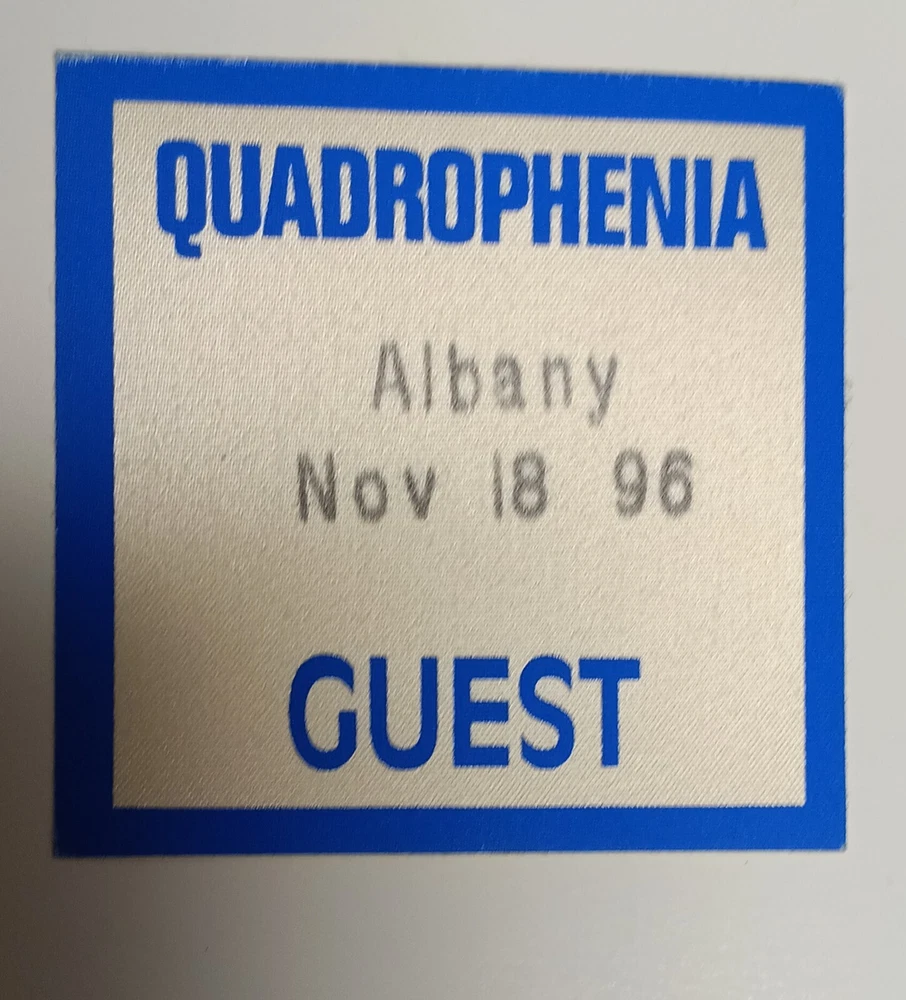 QUADROPHENIA
Albany
Nov 18 96
GUEST